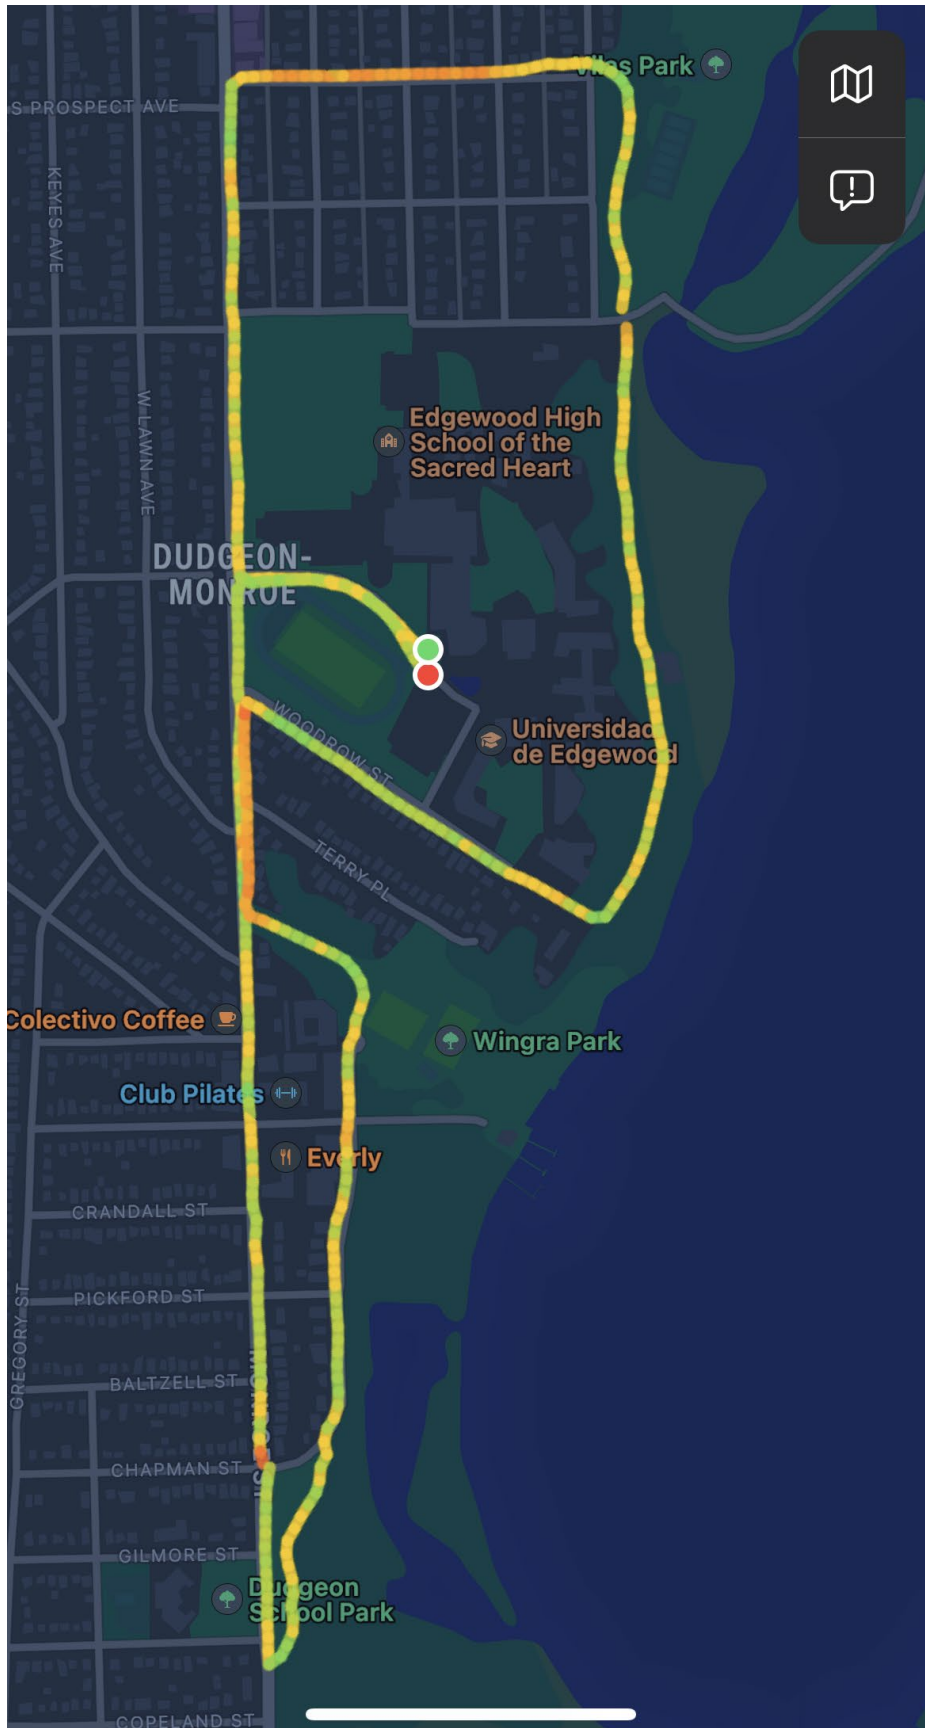 Vilas Park
S PROSPECT AVE
KEYES AVE
W LAWN AVE
Edgewood High
School of the
Sacred Heart
DUDGEON-
MONROE
WOODROW ST
Universidad
de Edgewood
TERRY PL
Colectivo Coffee
Wingra Park
Club Pilates
Everly
CRANDALL ST
PICKFORD ST
GREGORY ST
BALTZELL ST
CHAPMAN ST
GILMORE ST
Dudgeon
School Park
COPELAND ST